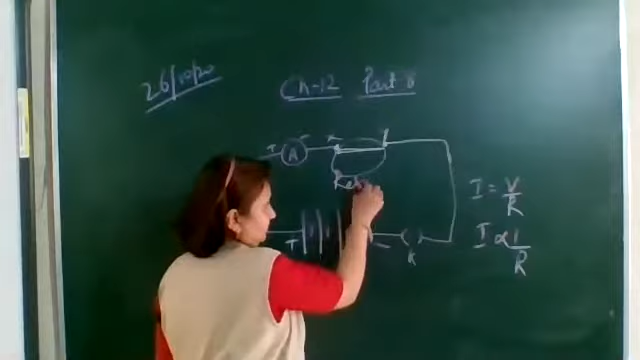 26/10/20
Ch-12 Part-8
I A
I = V/R
I ∝ 1/R
K